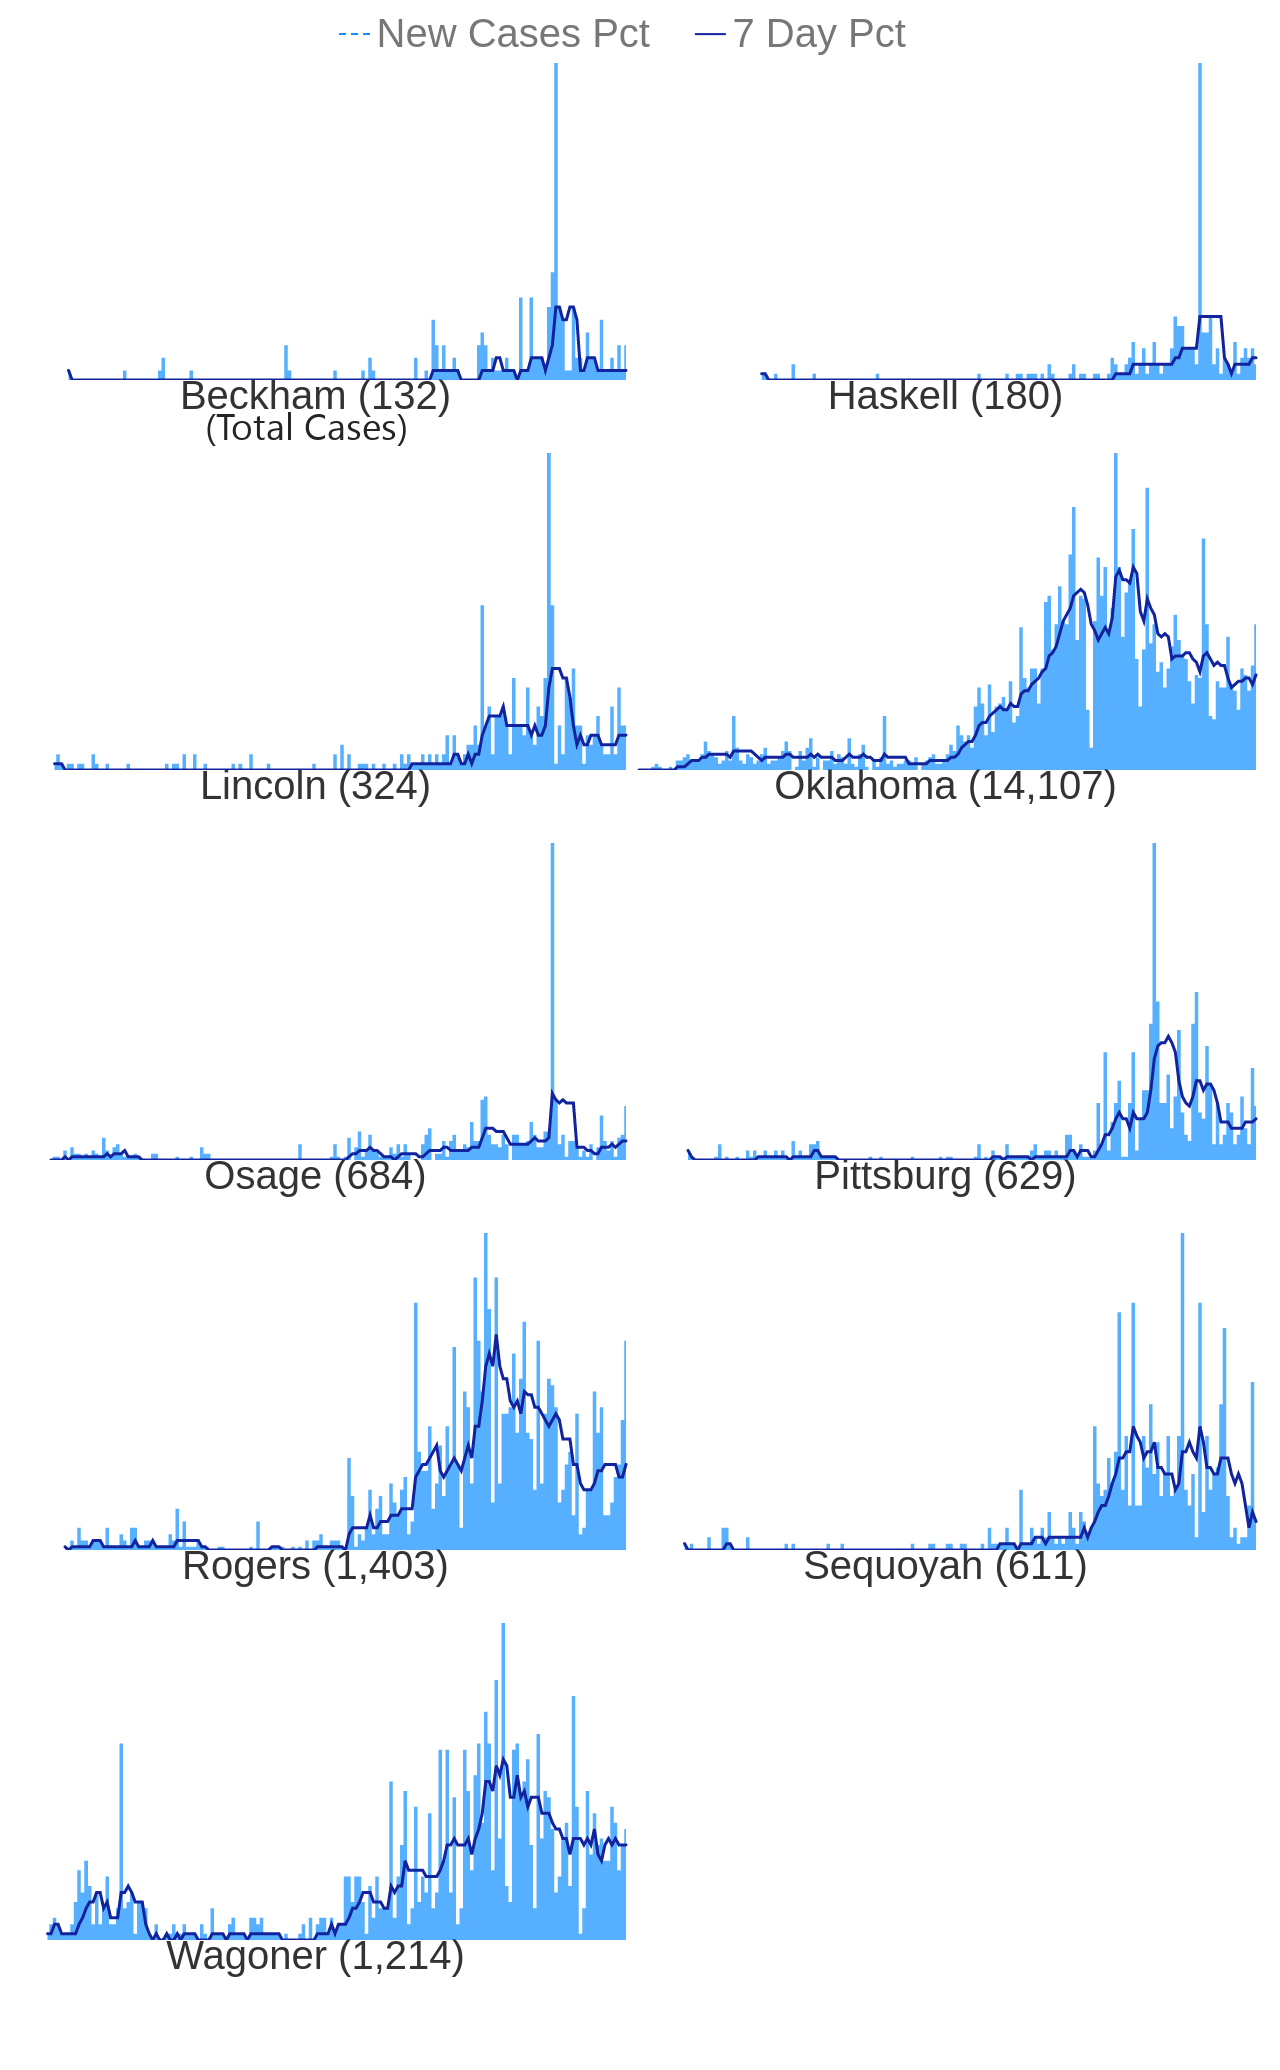 New Cases Pct 7 Day Pct
Beckham (132) Haskell (180)
(Total Cases)
Lincoln (324) Oklahoma (14,107)
Osage (684) Pittsburg (629)
Rogers (1,403) Sequoyah (611)
Wagoner (1,214)